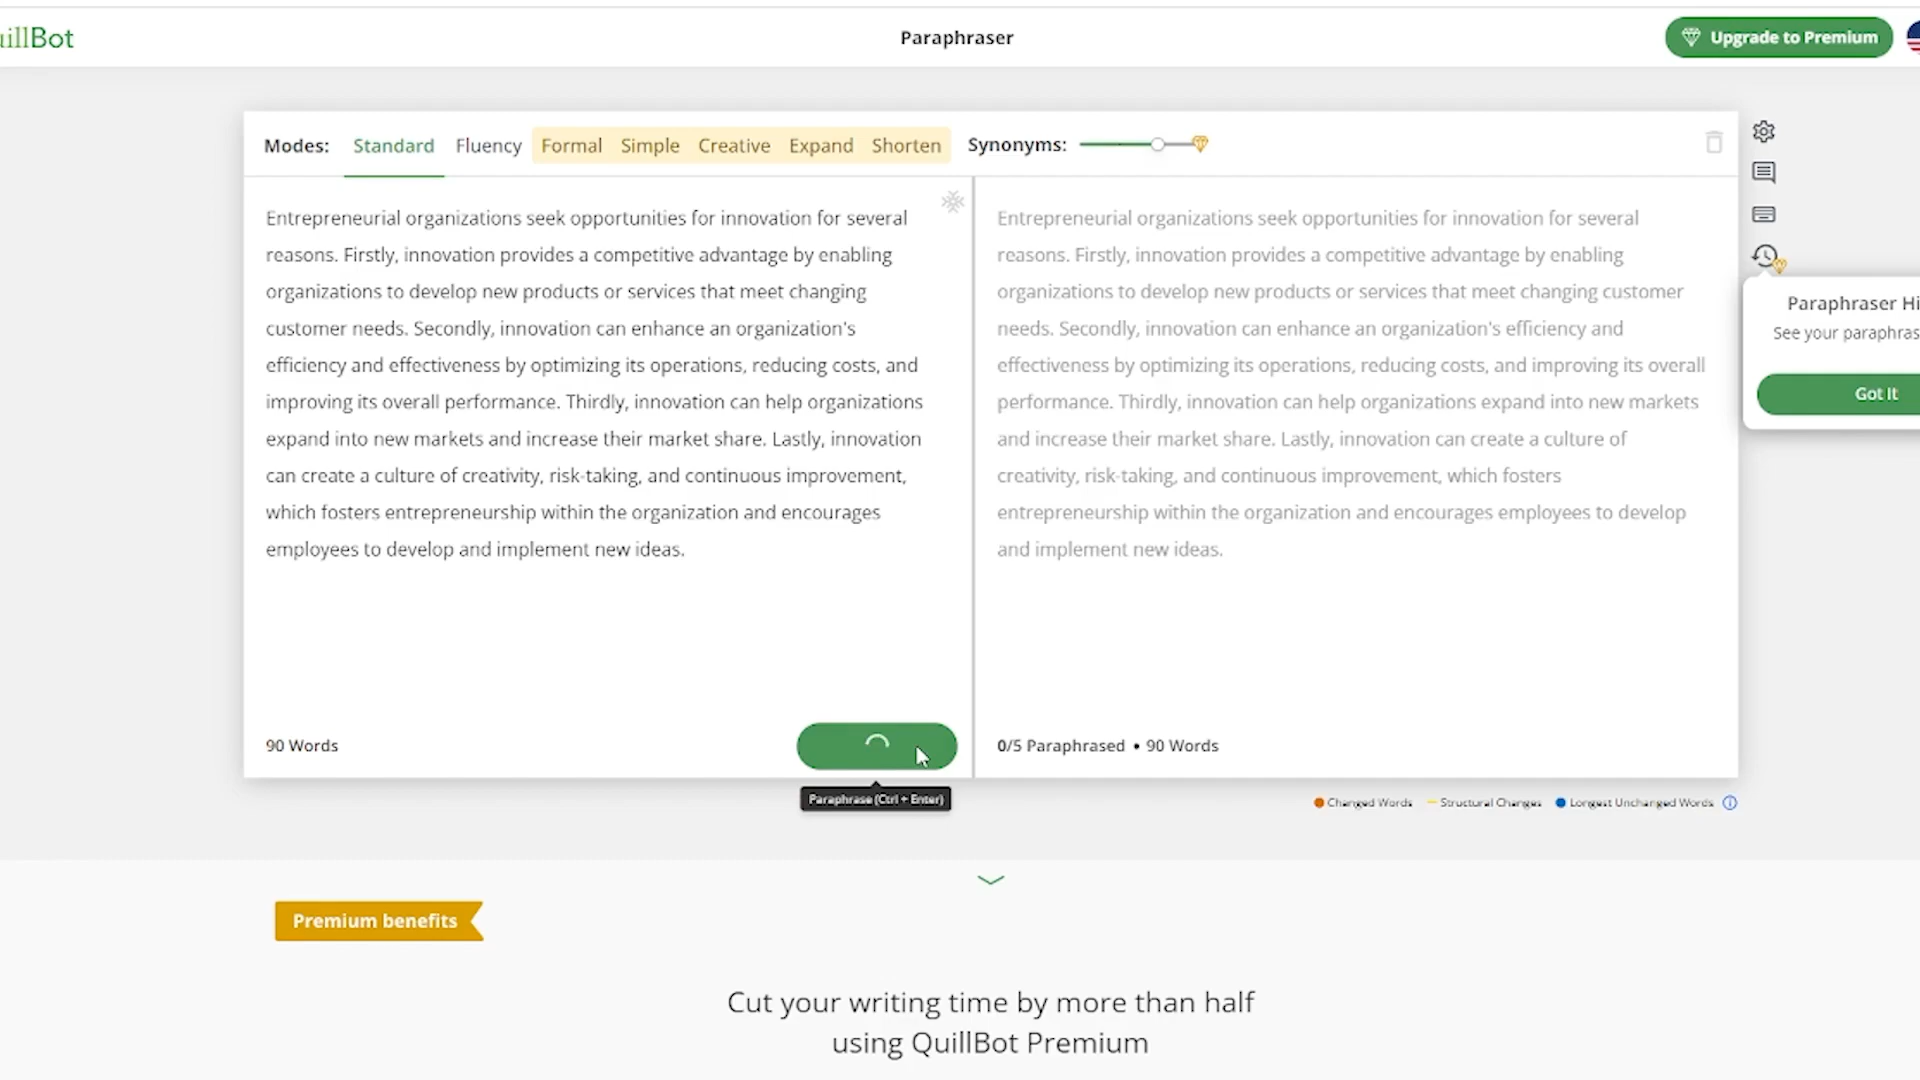 uillBot
Paraphraser
Upgrade to Premium
Modes: Standard Fluency Formal Simple Creative Expand Shorten Synonyms:
Entrepreneurial organizations seek opportunities for innovation for several
reasons. Firstly, innovation provides a competitive advantage by enabling
organizations to develop new products or services that meet changing
customer needs. Secondly, innovation can enhance an organization's
efficiency and effectiveness by optimizing its operations, reducing costs, and
improving its overall performance. Thirdly, innovation can help organizations
expand into new markets and increase their market share. Lastly, innovation
can create a culture of creativity, risk-taking, and continuous improvement,
which fosters entrepreneurship within the organization and encourages
employees to develop and implement new ideas.
90 Words
Paraphrase (Ctrl + Enter)
Entrepreneurial organizations seek opportunities for innovation for several
reasons. Firstly, innovation provides a competitive advantage by enabling
organizations to develop new products or services that meet changing customer
needs. Secondly, innovation can enhance an organization's efficiency and
effectiveness by optimizing its operations, reducing costs, and improving its overall
performance. Thirdly, innovation can help organizations expand into new markets
and increase their market share. Lastly, innovation can create a culture of
creativity, risk-taking, and continuous improvement, which fosters
entrepreneurship within the organization and encourages employees to develop
and implement new ideas.
0/5 Paraphrased • 90 Words
Paraphraser Hi
See your paraphras
Got It
Changed Words Structural Changes Longest Unchanged Words
Premium benefits
Cut your writing time by more than half
using QuillBot Premium